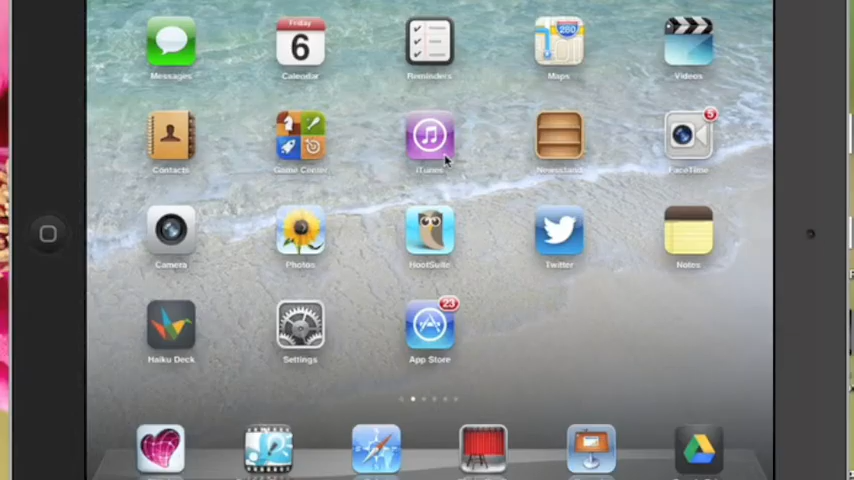 Friday
6
280
Messages
Calendar
Reminders
Maps
Videos
5
Contacts
Game Center
iTunes
Newsstand
FaceTime
Camera
Photos
HootSuite
Twitter
Notes
23
Haiku Deck
Settings
App Store